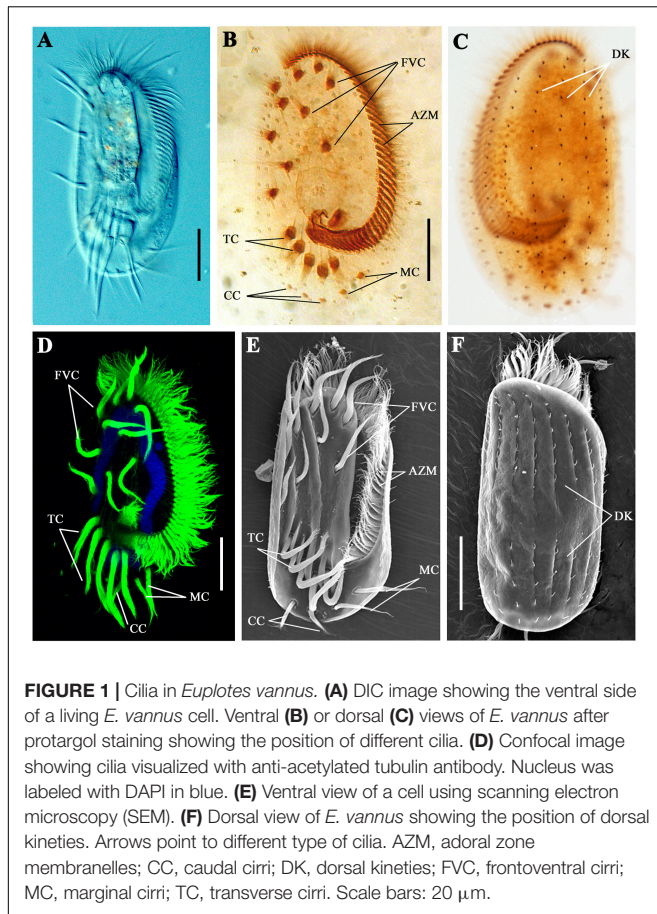 A
B
C
FVC
AZM
TC
MC
CC
DK
D
E
F
FVC
TC
MC
CC
FVC
AZM
TC
MC
CC
DK
FIGURE 1 | Cilia in Euplotes vannus. (A) DIC image showing the ventral side
of a living E. vannus cell. Ventral (B) or dorsal (C) views of E. vannus after
protargol staining showing the position of different cilia. (D) Confocal image
showing cilia visualized with anti-acetylated tubulin antibody. Nucleus was
labeled with DAPI in blue. (E) Ventral view of a cell using scanning electron
microscopy (SEM). (F) Dorsal view of E. vannus showing the position of dorsal
kineties. Arrows point to different type of cilia. AZM, adoral zone
membranelles; CC, caudal cirri; DK, dorsal kineties; FVC, frontoventral cirri;
MC, marginal cirri; TC, transverse cirri. Scale bars: 20 μm.